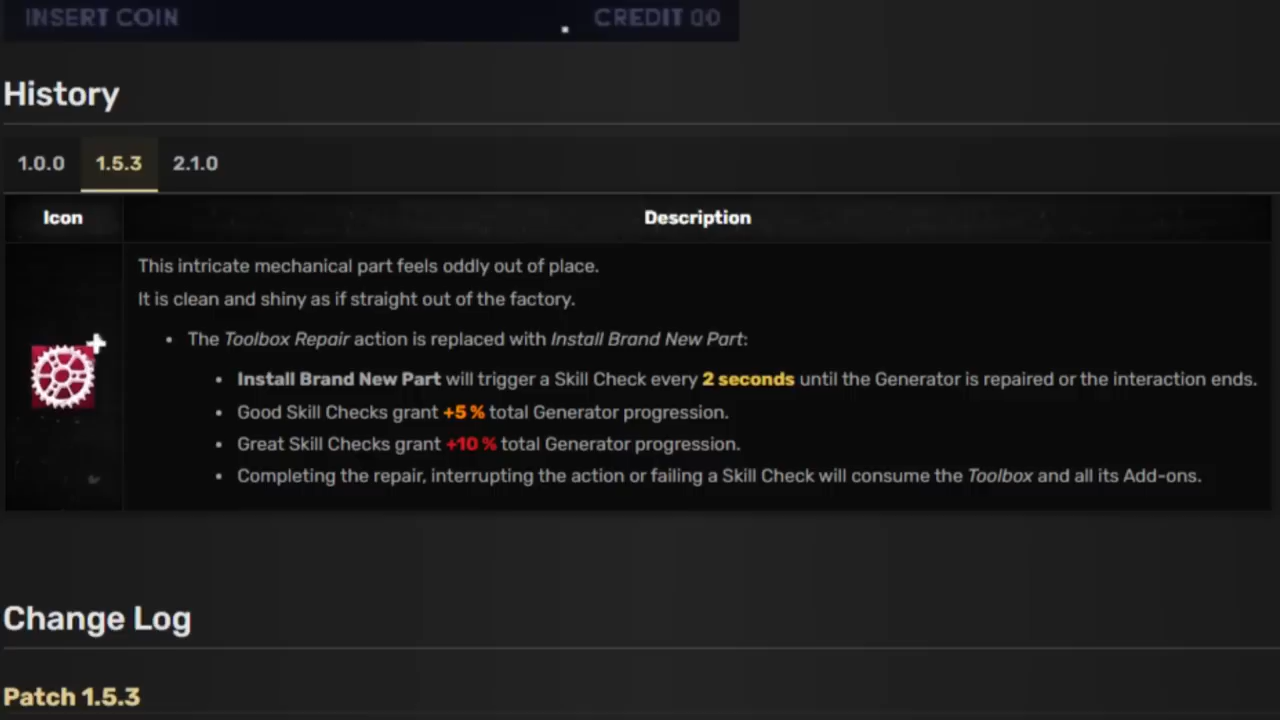 INSERT COIN CREDIT 00
History
1.0.0 1.5.3 2.1.0
Icon Description
This intricate mechanical part feels oddly out of place.
It is clean and shiny as if straight out of the factory.
• The Toolbox Repair action is replaced with Install Brand New Part:
• Install Brand New Part will trigger a Skill Check every 2 seconds until the Generator is repaired or the interaction ends.
• Good Skill Checks grant +5 % total Generator progression.
• Great Skill Checks grant +10 % total Generator progression.
• Completing the repair, interrupting the action or failing a Skill Check will consume the Toolbox and all its Add-ons.
Change Log
Patch 1.5.3